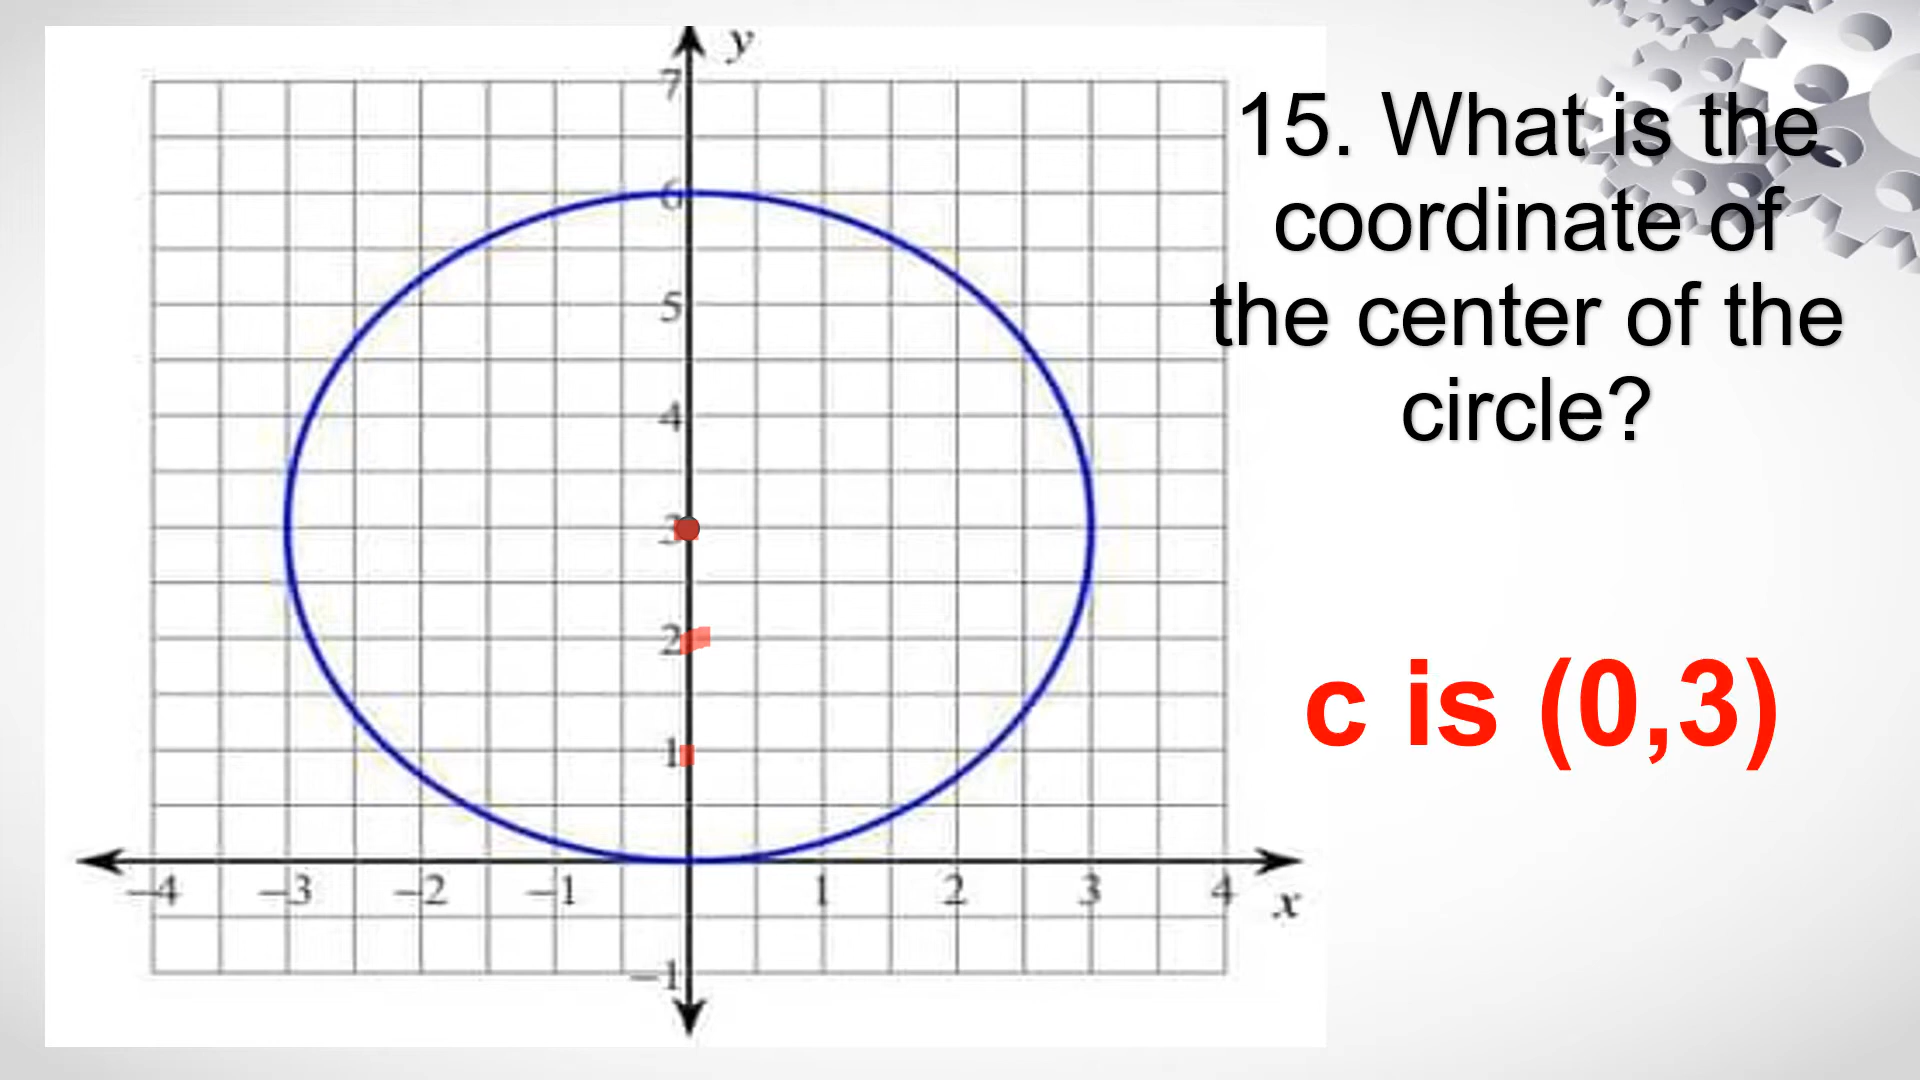 15. What is the
coordinate of
the center of the
circle?
c is (0,3)
y
7
6
5
4
3
2
1
−4 −3 −2 −1 1 2 3 4 x
−1